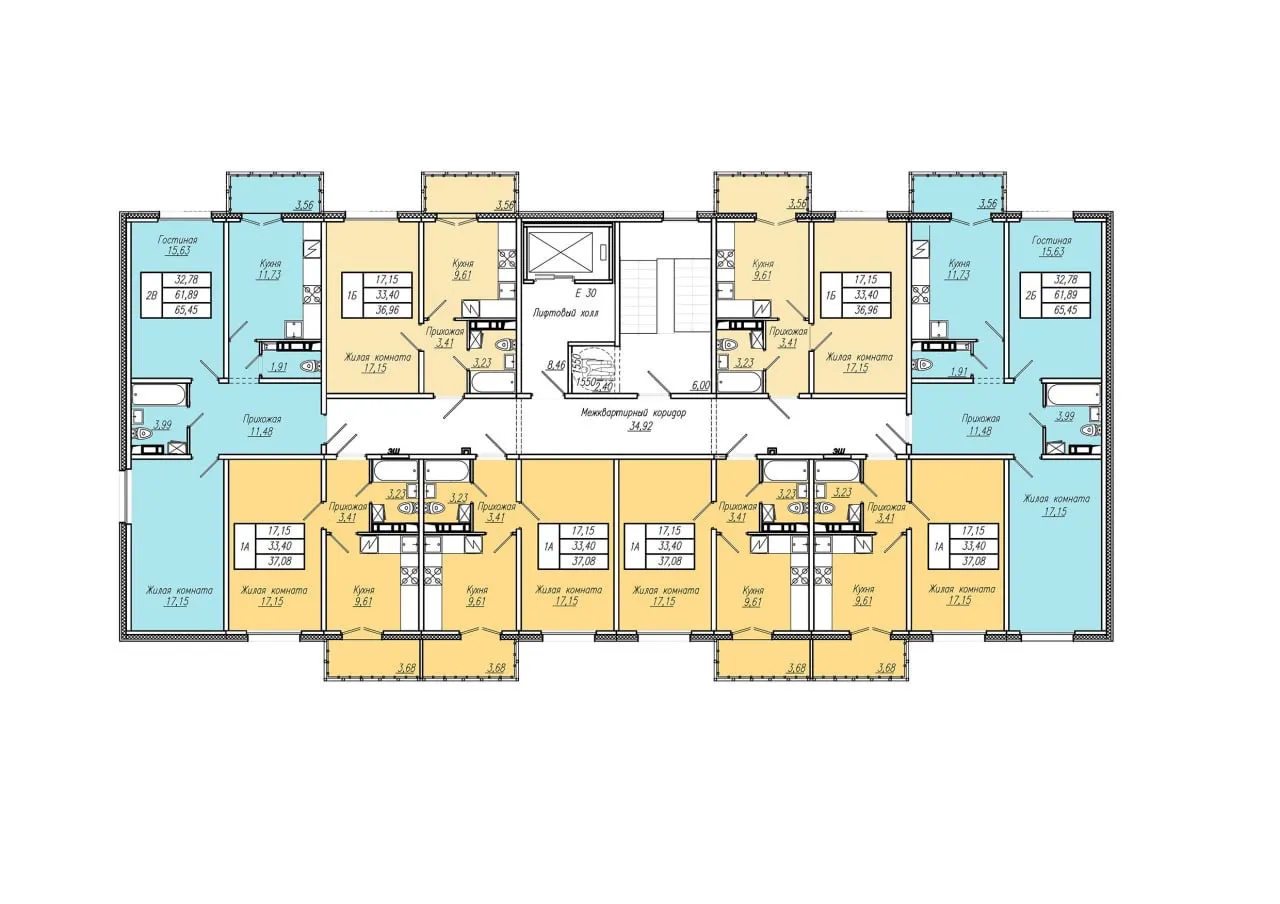 3,56
3,56
3,56
3,56
Гостиная
15,63
Кухня
11,73
2В
32,78
61,89
65,45
1Б
17,15
33,40
36,96
Кухня
9,61
Е 30
Лифтовый холл
Кухня
9,61
1Б
17,15
33,40
36,96
Кухня
11,73
Гостиная
15,63
2Б
32,78
61,89
65,45
Жилая комната
17,15
Прихожая
3,41
3,23
1,91
8,46
1550
1550
2,40
6,00
3,23
Прихожая
3,41
Жилая комната
17,15
1,91
3,99
Прихожая
11,48
Межквартирный коридор
34,92
Прихожая
11,48
3,99
ЭШ
ЭШ
Прихожая
3,41
3,23
3,23
Прихожая
3,41
Прихожая
3,41
3,23
3,23
Прихожая
3,41
Жилая комната
17,15
1А
17,15
33,40
37,08
1А
17,15
33,40
37,08
1А
17,15
33,40
37,08
1А
17,15
33,40
37,08
Жилая комната
17,15
Жилая комната
17,15
Кухня
9,61
Кухня
9,61
Жилая комната
17,15
Жилая комната
17,15
Кухня
9,61
Кухня
9,61
Жилая комната
17,15
3,68
3,68
3,68
3,68